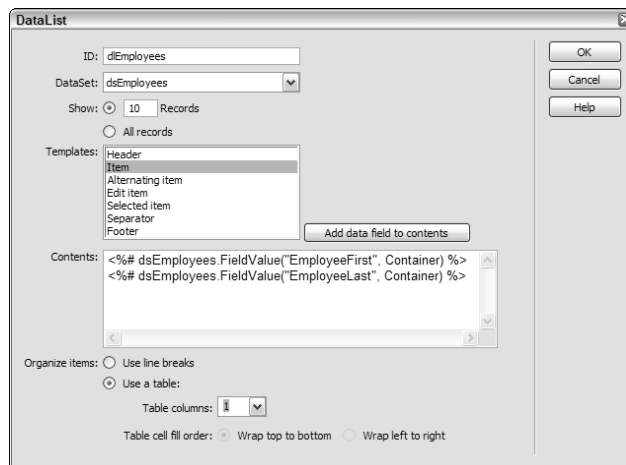 DataList
ID: dlEmployees
OK
DataSet: dsEmployees
Cancel
Show: 10 Records
Help
All records
Templates: Header
Item
Alternating item
Edit item
Selected item
Separator
Footer
Add data field to contents
Contents: <%# dsEmployees.FieldValue("EmployeeFirst", Container) %>
<%# dsEmployees.FieldValue("EmployeeLast", Container) %>
Organize items: Use line breaks
Use a table:
Table columns: 1
Table cell fill order: Wrap top to bottom Wrap left to right